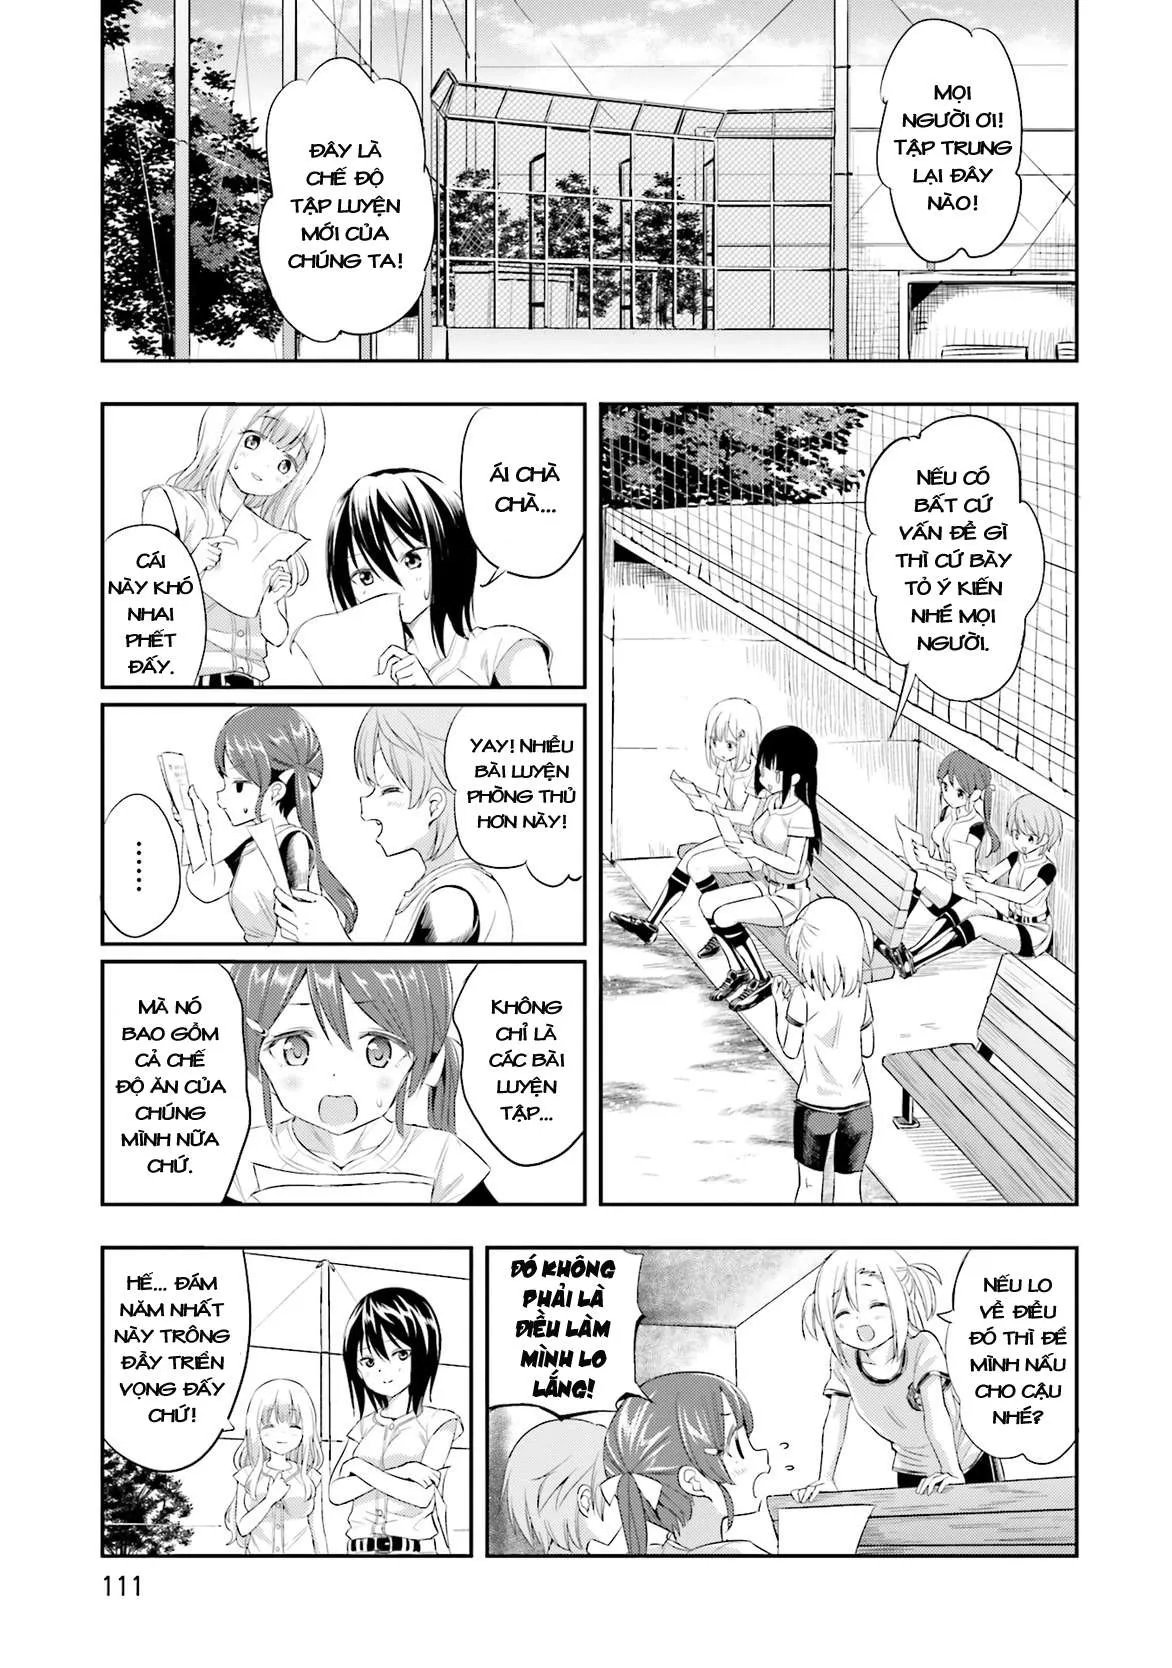 MỌI
NGƯỜI ƠI!
TẬP TRUNG
LẠI ĐÂY
NÀO!
ĐÂY LÀ
CHẾ ĐỘ
TẬP LUYỆN
MỚI CỦA
CHÚNG TA!
NẾU CÓ
BẤT CỨ
VẤN ĐỀ GÌ
THÌ CỨ BÀY
TỎ Ý KIẾN
NHÉ MỌI
NGƯỜI.
ÁI CHÀ
CHÀ...
CÁI
NÀY KHÓ
NHAI
PHẾT
ĐẤY.
YAY! NHIỀU
BÀI LUYỆN
PHÒNG THỦ
HƠN NÀY!
......
KHÔNG
CHỈ LÀ
CÁC BÀI
LUYỆN
TẬP...
MÀ NÓ
BAO GỒM
CẢ CHẾ
ĐỘ ĂN CỦA
CHÚNG
MÌNH NỮA
CHỨ.
NẾU LO
VỀ ĐIỀU
ĐÓ THÌ ĐỂ
MÌNH NẤU
CHO CẬU
NHÉ?
ĐÓ KHÔNG
PHẢI LÀ
ĐIỀU LÀM
MÌNH LO
LẮNG!
HẾ... ĐÁM
NĂM NHẤT
NÀY TRÔNG
ĐẦY TRIỂN
VỌNG ĐẤY
CHỨ!
111